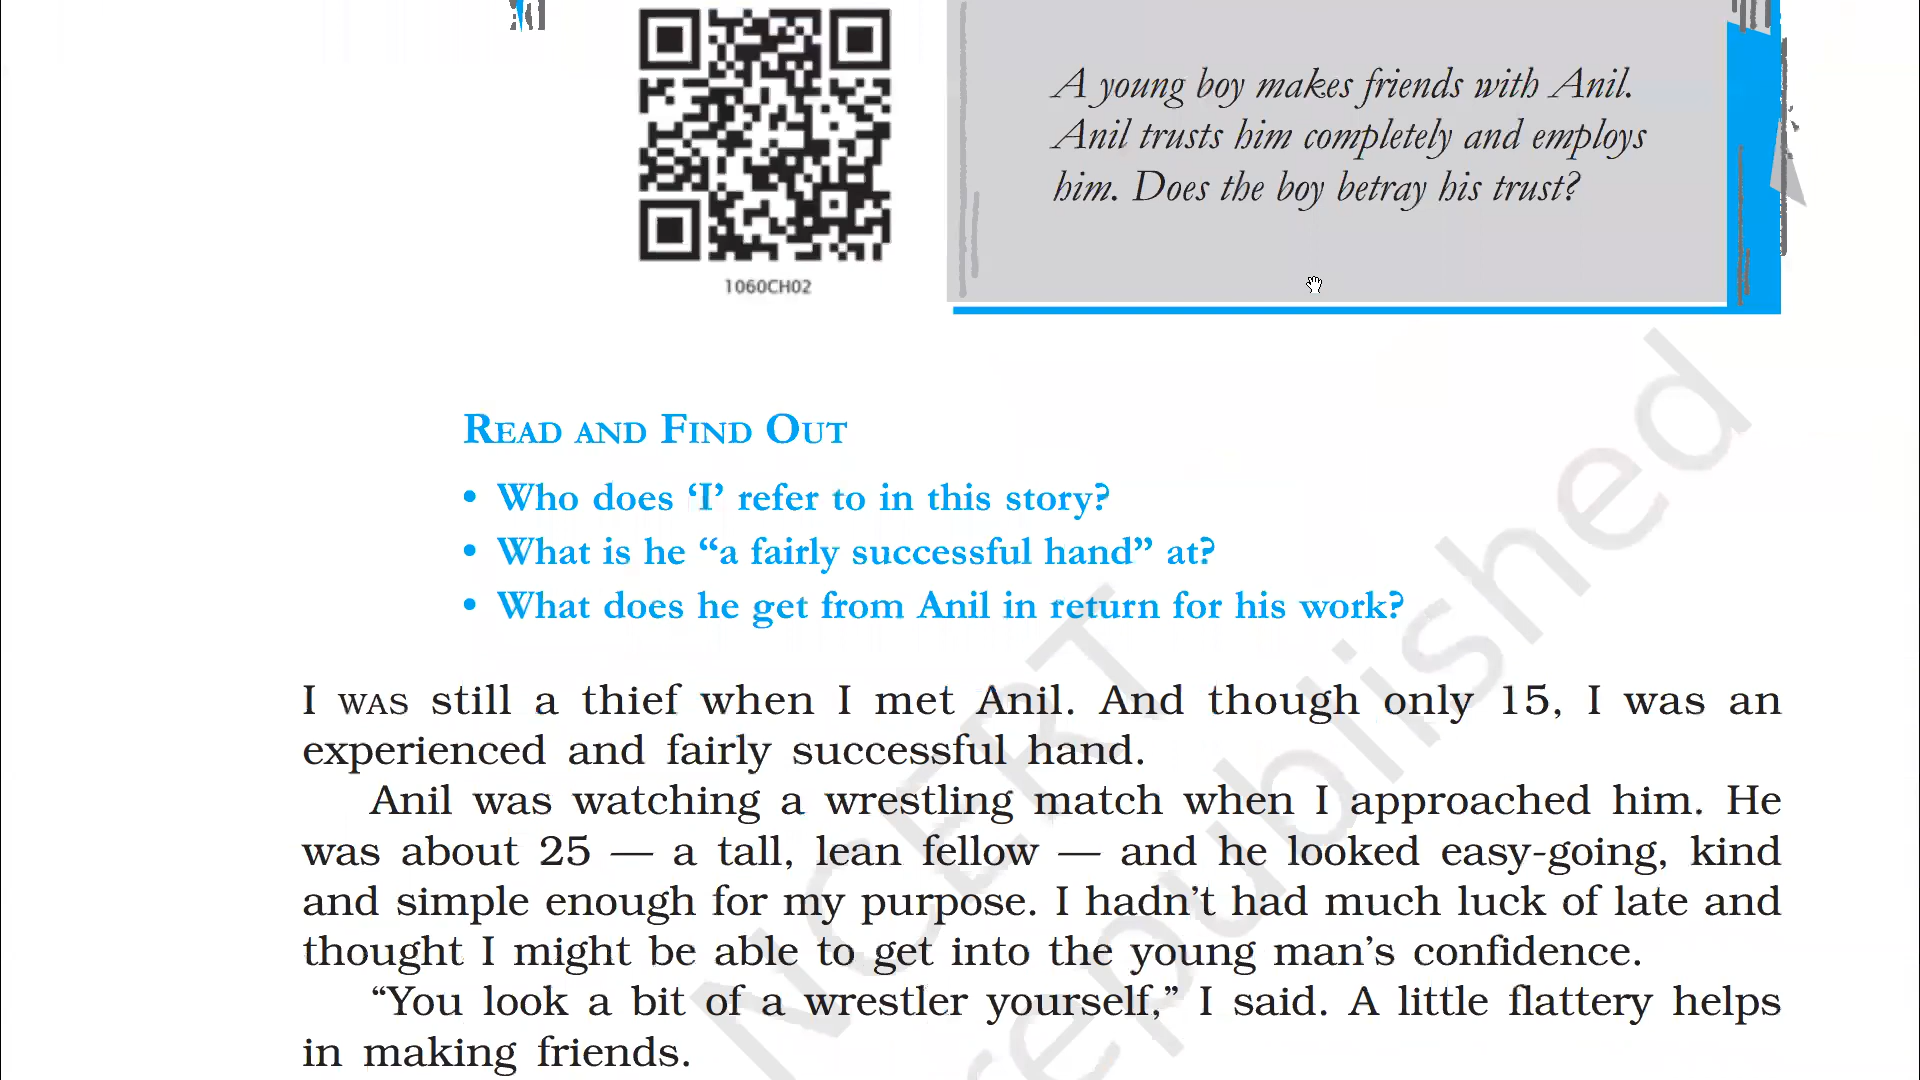 A young boy makes friends with Anil.
Anil trusts him completely and employs
him. Does the boy betray his trust?
1060CH02
READ AND FIND OUT
• Who does ‘I’ refer to in this story?
• What is he “a fairly successful hand” at?
• What does he get from Anil in return for his work?
I WAS still a thief when I met Anil. And though only 15, I was an
experienced and fairly successful hand.
Anil was watching a wrestling match when I approached him. He
was about 25 — a tall, lean fellow — and he looked easy-going, kind
and simple enough for my purpose. I hadn’t had much luck of late and
thought I might be able to get into the young man’s confidence.
“You look a bit of a wrestler yourself,” I said. A little flattery helps
in making friends.
NCERT
republished